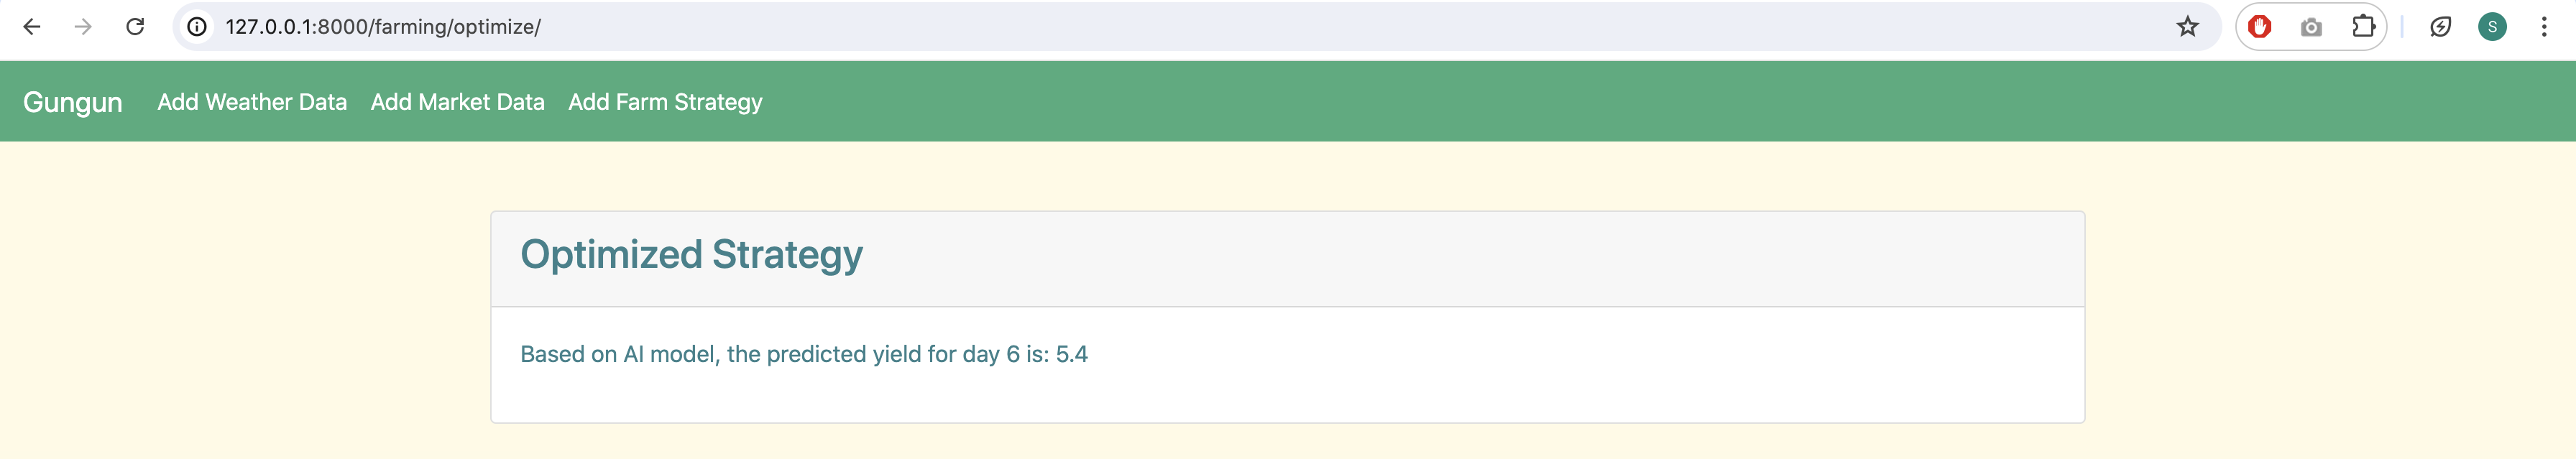 127.0.0.1:8000/farming/optimize/
S
Gungun Add Weather Data Add Market Data Add Farm Strategy
Optimized Strategy
Based on AI model, the predicted yield for day 6 is: 5.4